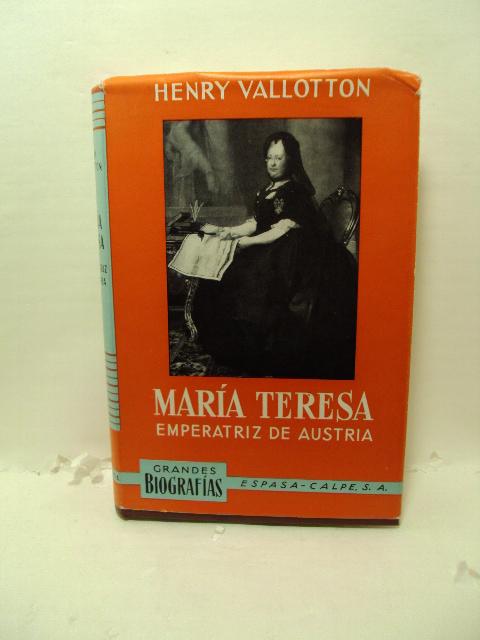 HENRY VALLOTTON
MARÍA TERESA
EMPERATRIZ DE AUSTRIA
GRANDES
BIOGRAFÍAS
ESPASA-CALPE, S. A.